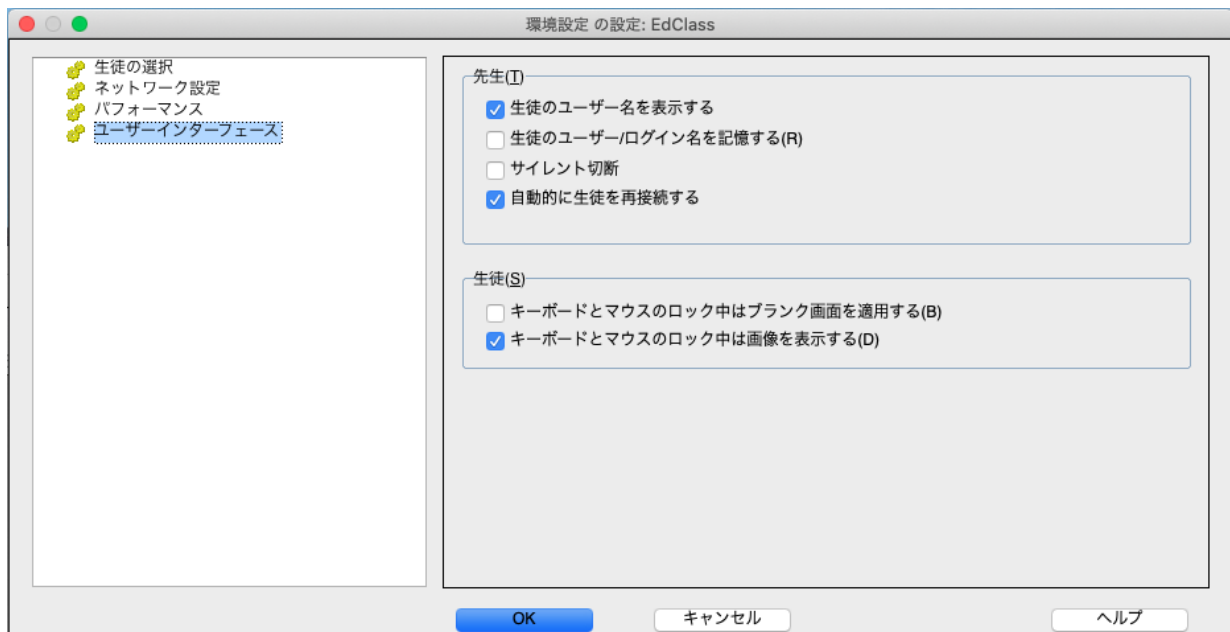 環境設定 の設定: EdClass
生徒の選択
ネットワーク設定
パフォーマンス
ユーザーインターフェース
先生(T)
生徒のユーザー名を表示する
生徒のユーザー/ログイン名を記憶する(R)
サイレント切断
自動的に生徒を再接続する
生徒(S)
キーボードとマウスのロック中はブランク画面を適用する(B)
キーボードとマウスのロック中は画像を表示する(D)
OK
キャンセル
ヘルプ